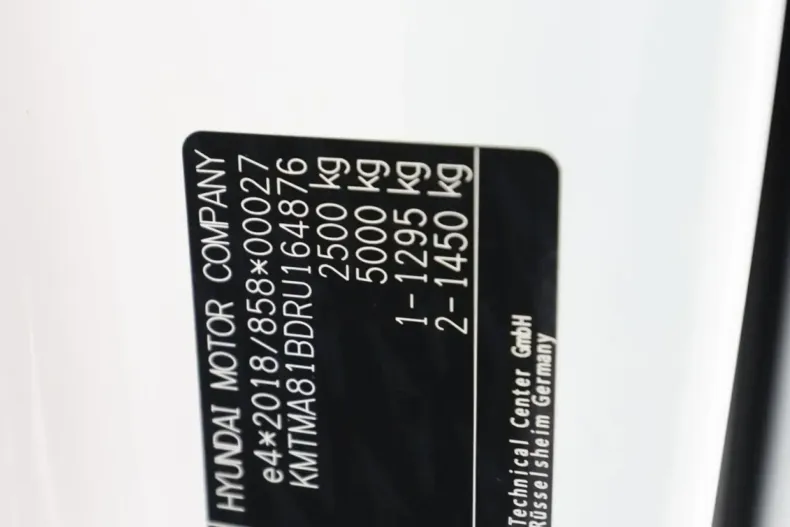 HYUNDAI MOTOR COMPANY
e4*2018/858*00027
KMTMA81BDRU164876
2500 kg
5000 kg
1-1295 kg
2-1450 kg
Technical Center GmbH
Rüsselsheim Germany